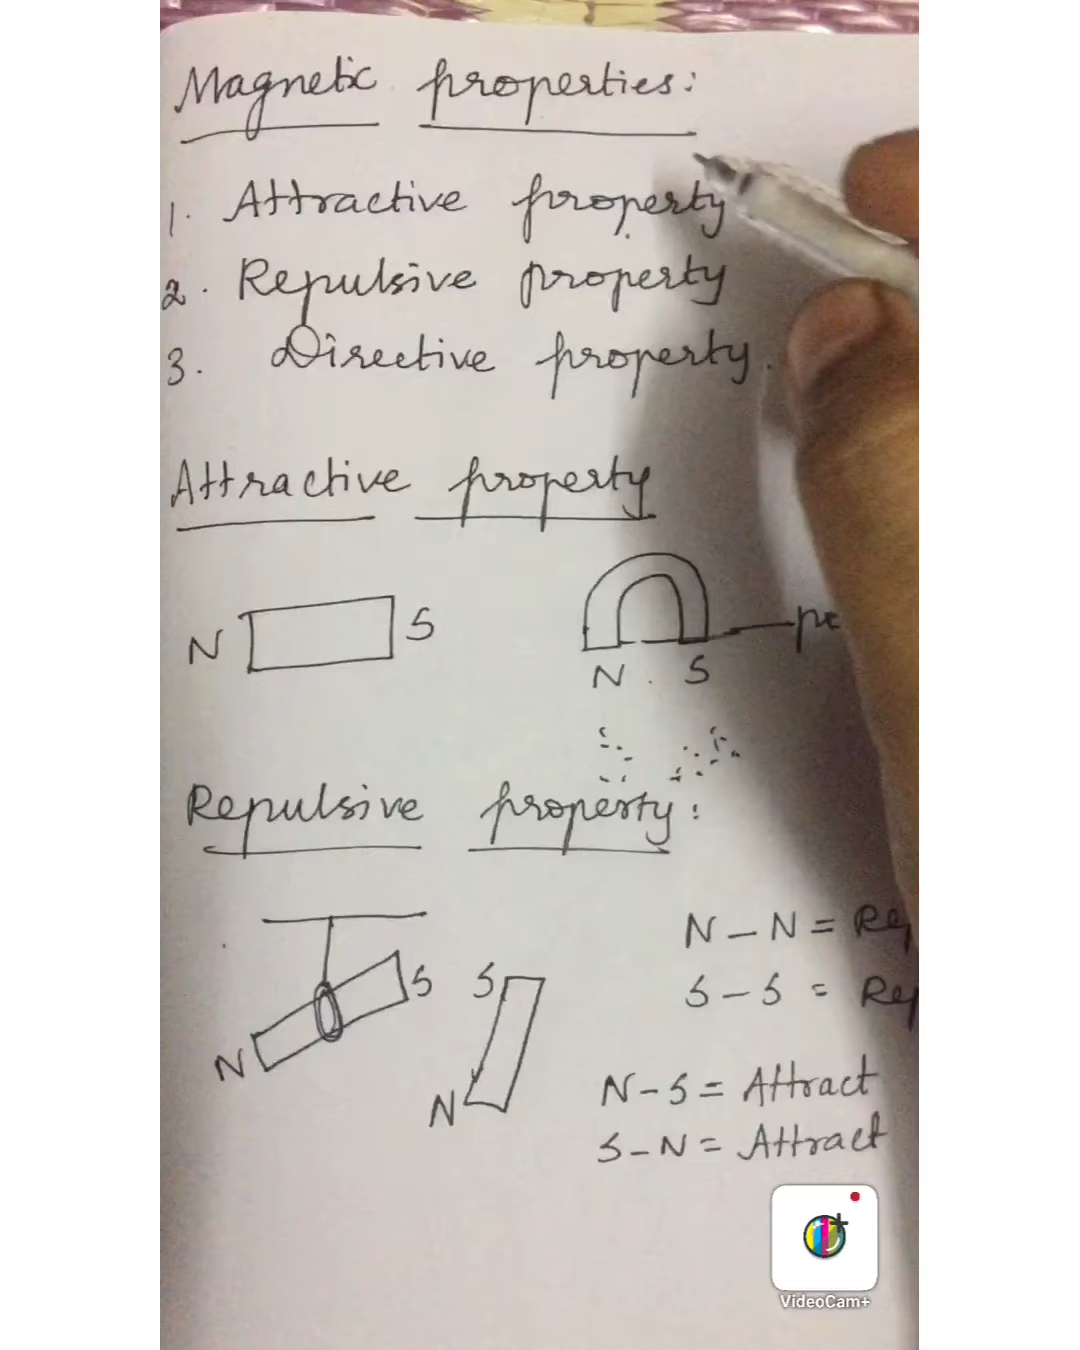 Magnetic properties:
1. Attractive property
2. Repulsive property
3. Directive property.
Attractive property
N S
N . S
Repulsive property:
N S
S N
N - N =
S - S =
N - S = Attract
S - N = Attract
VideoCam+